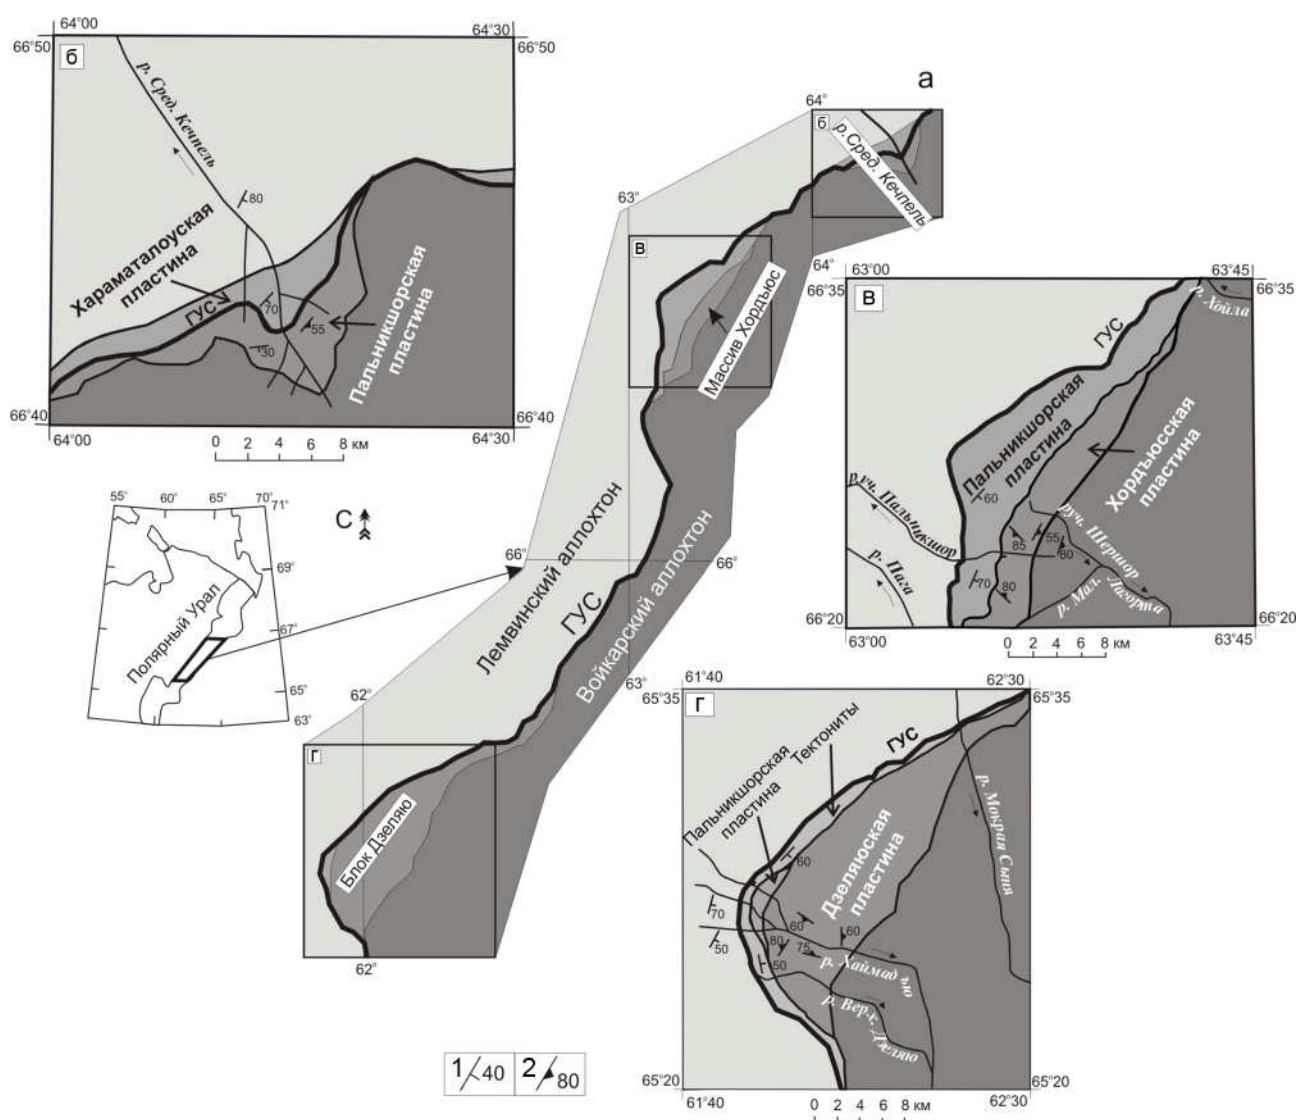 64°00
64°30
66°50
66°50
б
р. Сред. Кечпель
80
Хараматалоуская
пластина
ГУС
70
55
30
Пальникшорская
пластина
66°40
66°40
64°00
64°30
0 2 4 6 8 км
а
64°
б
р.Сред. Кечпель
63°
В
64°
Массив Хордъюс
Лемвинский аллохтон
ГУС
Войкарский аллохтон
66°
66°
63°
62°
Г
Блок Дзеляю
62°
55° 60° 65° 70°
71°
69°
67°
65°
63°
Полярный Урал
С
63°00
63°45
66°35
66°35
В
р. Хойла
ГУС
Пальникшорская
пластина
Хордъюсская
пластина
60
руч. Пальникшор
р. Пага
руч. Шершор
85
55
80
70
80
р. Мал. Лагорта
66°20
66°20
63°00
63°45
0 2 4 6 8 км
61°40
62°30
65°35
65°35
Г
ГУС
Тектониты
Пальникшорская
пластина
Дзеляюская
пластина
р. Мокрая Сыня
60
70
50
60
60
80
75
50
р. Хаймадъю
р. Верх. Дзеляю
65°20
65°20
61°40
62°30
0 2 4 6 8 км
1 40 2 80